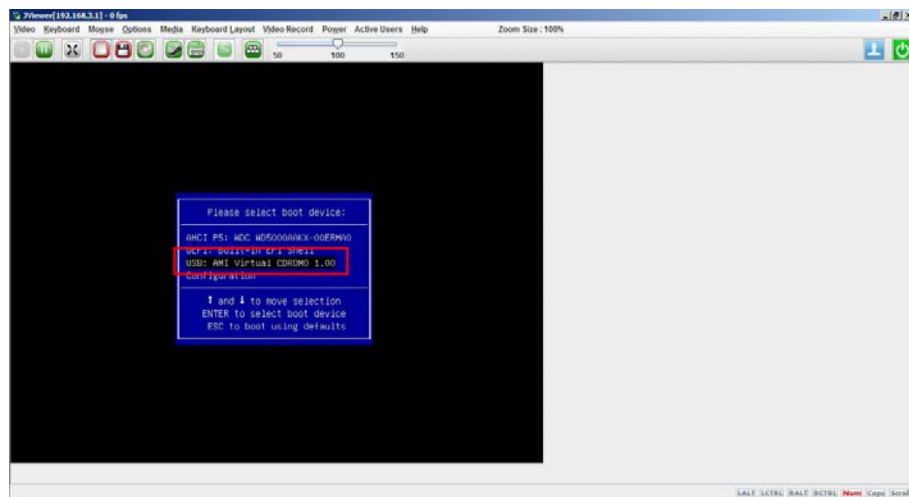 JViewer[192.168.3.1] - 0 fps
Video Keyboard Mouse Options Media Keyboard Layout Video Record Power Active Users Help Zoom Size : 100%
50 100 150
Please select boot device:
AHCI P5: WDC WD5000AAKX-00ERMA0
UEFI: Built-in EFI Shell
USB: AMI Virtual CDROM0 1.00
Configuration
↑ and ↓ to move selection
ENTER to select boot device
ESC to boot using defaults
LALT LCTRL RALT RCTRL Num Caps Scroll